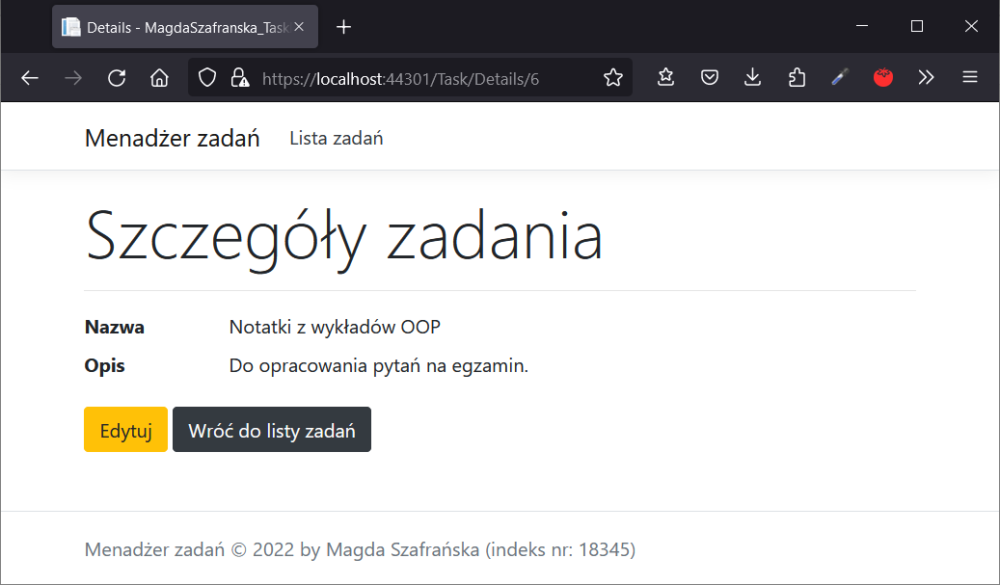 Details - MagdaSzafranska_Task
https://localhost:44301/Task/Details/6
Menadżer zadań Lista zadań
Szczegóły zadania
Nazwa Notatki z wykładów OOP
Opis Do opracowania pytań na egzamin.
Edytuj Wróć do listy zadań
Menadżer zadań © 2022 by Magda Szafrańska (indeks nr: 18345)